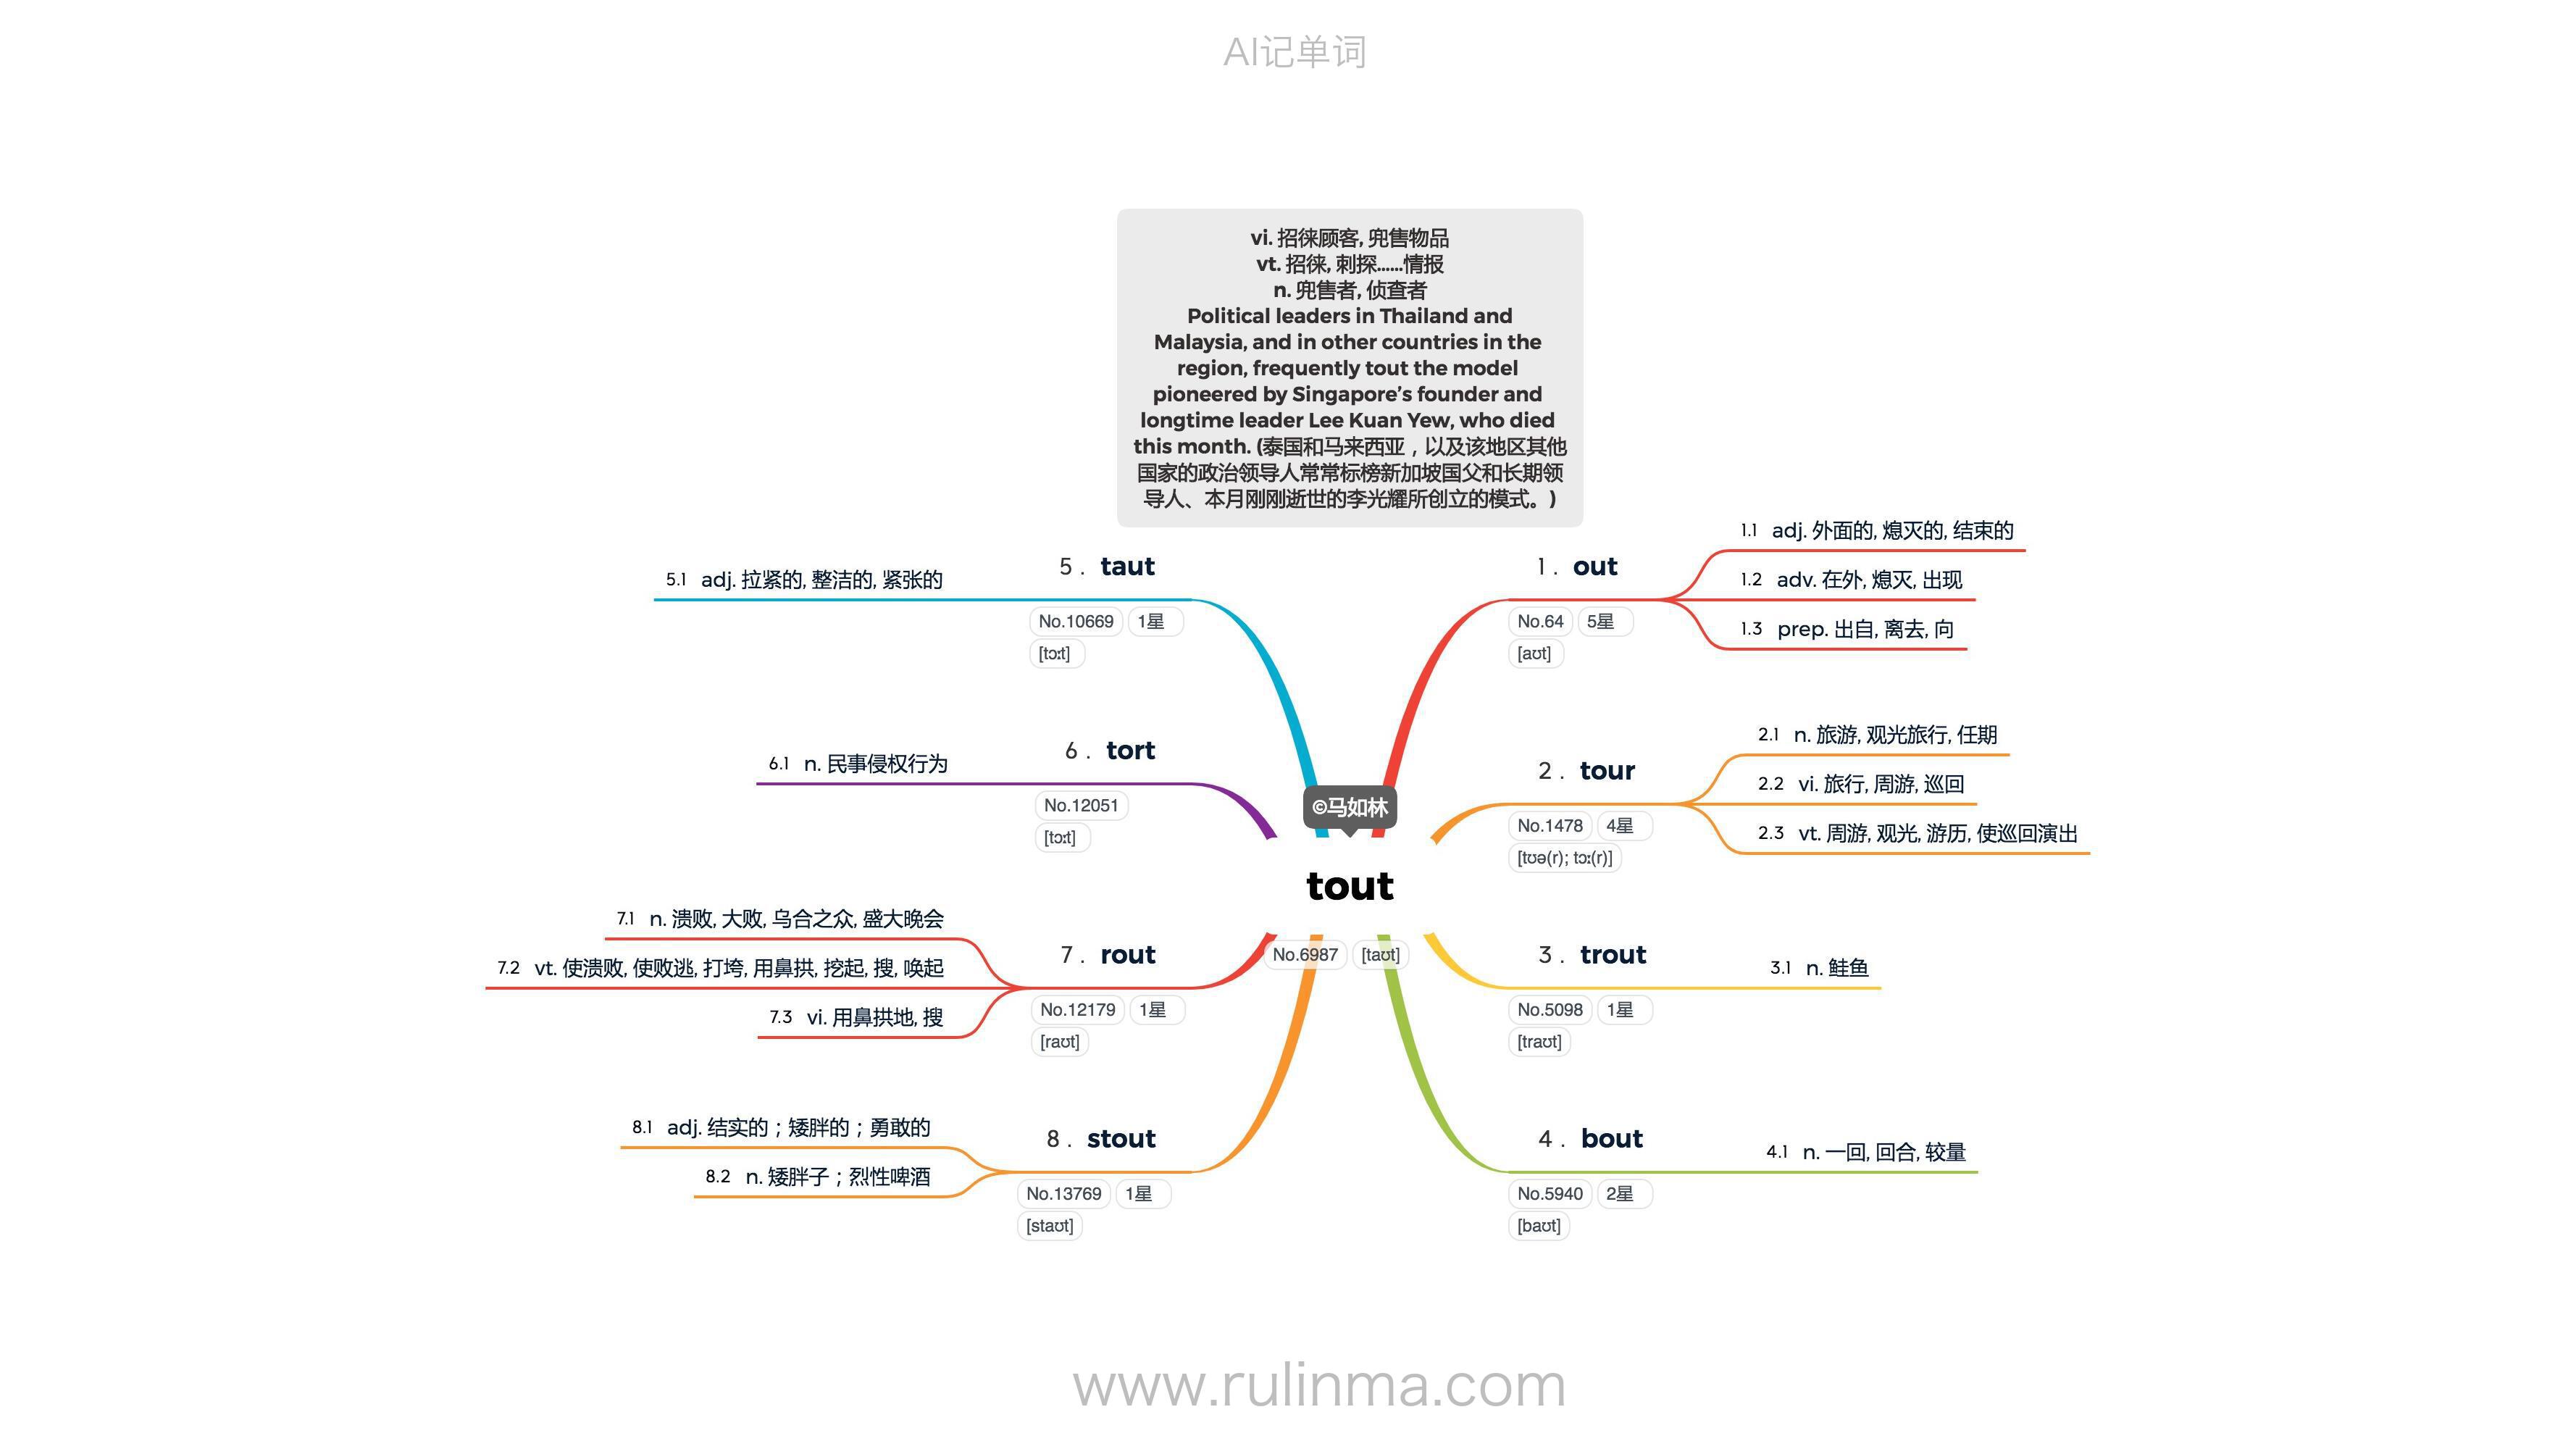 AI记单词
vi. 招徕顾客, 兜售物品
vt. 招徕, 刺探……情报
n. 兜售者, 侦查者
Political leaders in Thailand and
Malaysia, and in other countries in the
region, frequently tout the model
pioneered by Singapore’s founder and
longtime leader Lee Kuan Yew, who died
this month. (泰国和马来西亚，以及该地区其他
国家的政治领导人常常标榜新加坡国父和长期领
导人、本月刚刚逝世的李光耀所创立的模式。)
©马如林
tout
No.6987 [taʊt]
1 . out
No.64 5星
[aʊt]
1.1 adj. 外面的, 熄灭的, 结束的
1.2 adv. 在外, 熄灭, 出现
1.3 prep. 出自, 离去, 向
2 . tour
No.1478 4星
[tʊə(r); tɔː(r)]
2.1 n. 旅游, 观光旅行, 任期
2.2 vi. 旅行, 周游, 巡回
2.3 vt. 周游, 观光, 游历, 使巡回演出
3 . trout
No.5098 1星
[traʊt]
3.1 n. 鲑鱼
4 . bout
No.5940 2星
[baʊt]
4.1 n. 一回, 回合, 较量
5 . taut
No.10669 1星
[tɔːt]
5.1 adj. 拉紧的, 整洁的, 紧张的
6 . tort
No.12051
[tɔːt]
6.1 n. 民事侵权行为
7 . rout
No.12179 1星
[raʊt]
7.1 n. 溃败, 大败, 乌合之众, 盛大晚会
7.2 vt. 使溃败, 使败逃, 打垮, 用鼻拱, 挖起, 搜, 唤起
7.3 vi. 用鼻拱地, 搜
8 . stout
No.13769 1星
[staʊt]
8.1 adj. 结实的；矮胖的；勇敢的
8.2 n. 矮胖子；烈性啤酒
www.rulinma.com